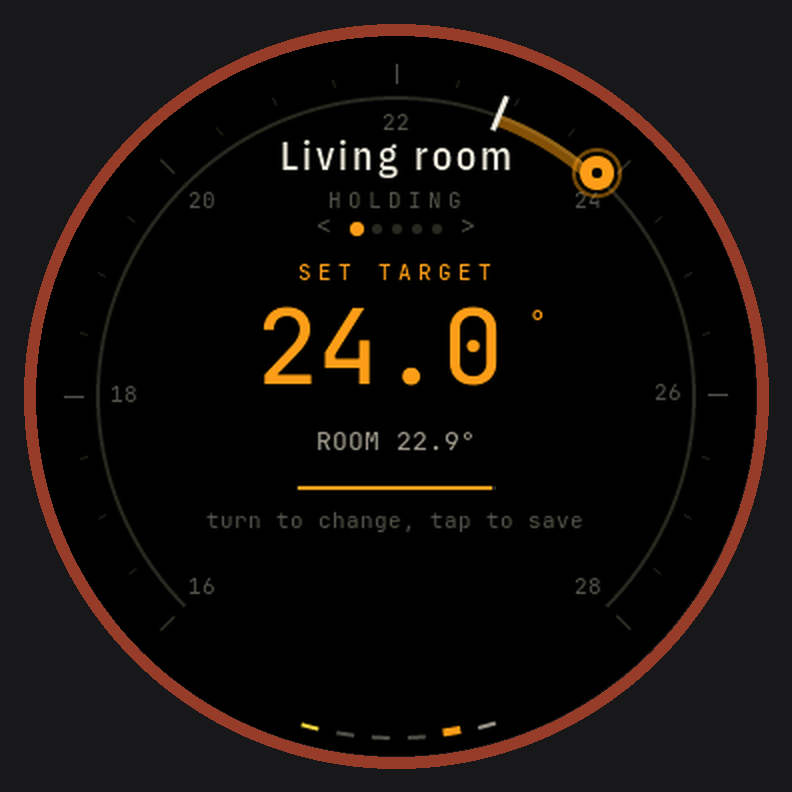 22
Living room
20 HOLDING 24
< >
SET TARGET
24.0°
18 26
ROOM 22.9°
turn to change, tap to save
16 28